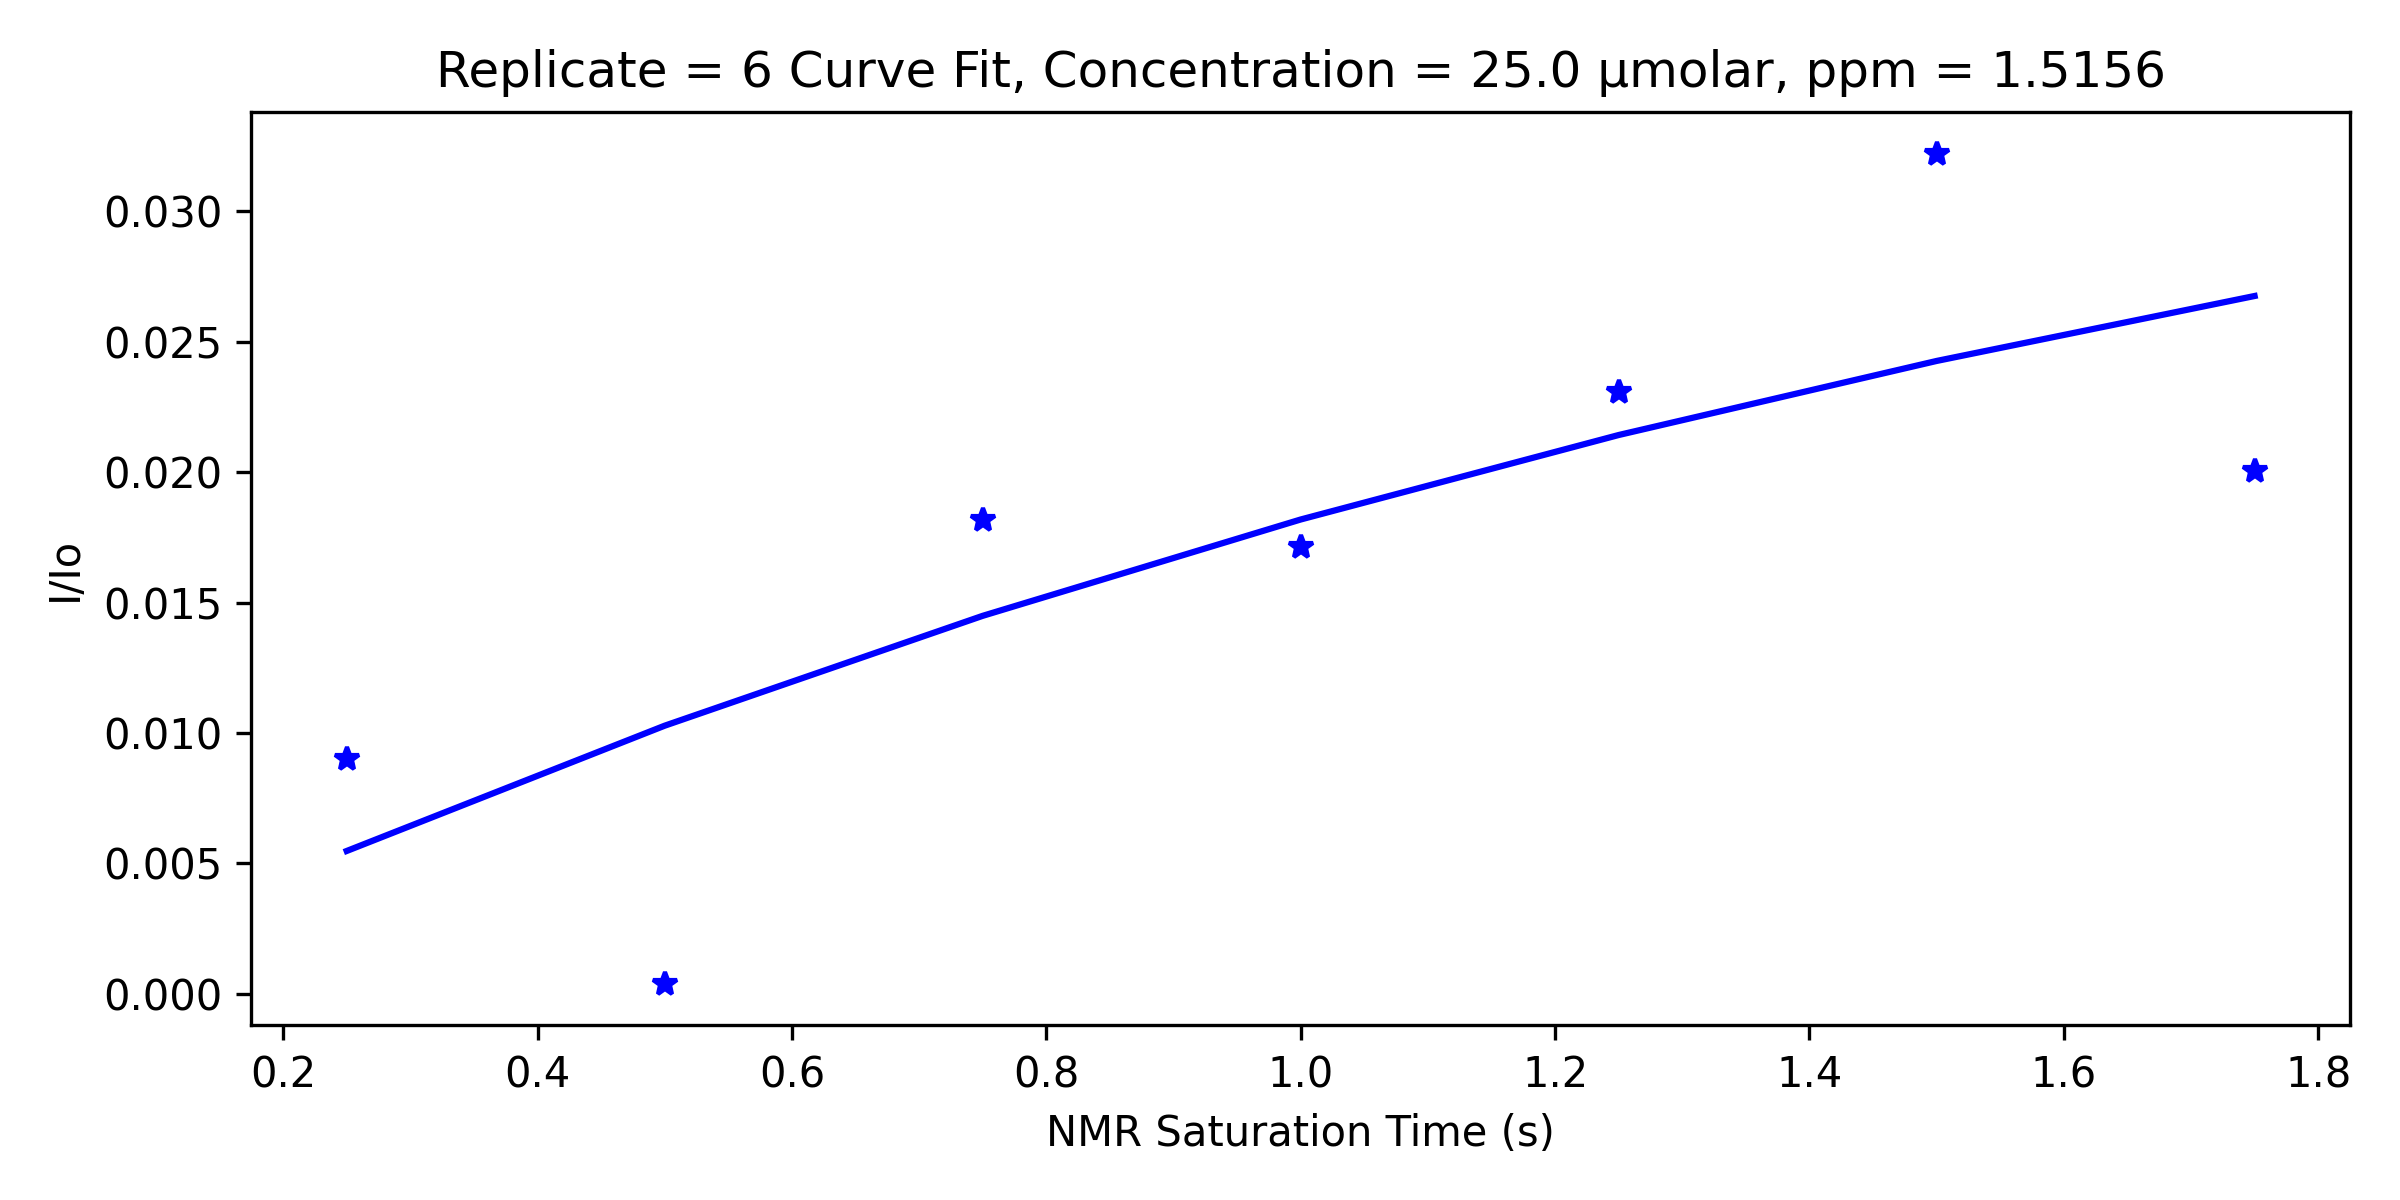 Replicate = 6 Curve Fit, Concentration = 25.0 µmolar, ppm = 1.5156
0.030
0.025
0.020
0.015
0.010
0.005
0.000
I/Io
0.2 0.4 0.6 0.8 1.0 1.2 1.4 1.6 1.8
NMR Saturation Time (s)